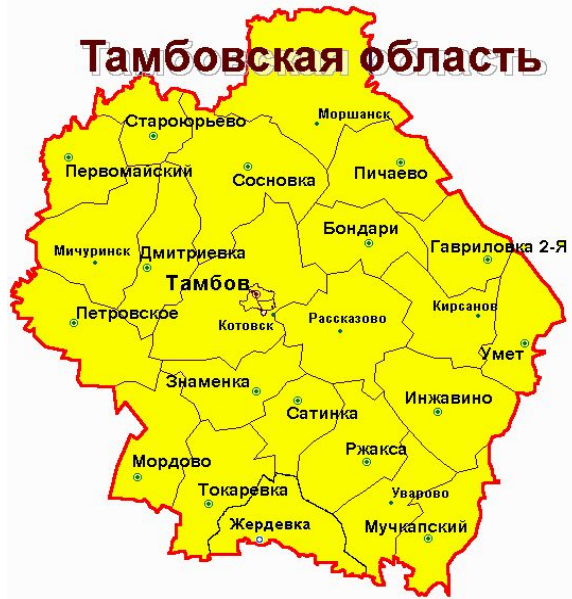 Тамбовская область
Моршанск
Староюрьево
Первомайский
Сосновка
Пичаево
Бондари
Гавриловка 2-Я
Мичуринск
Дмитриевка
Тамбов
Петровское
Котовск
Рассказово
Кирсанов
Умет
Знаменка
Сатинка
Инжавино
Ржакса
Мордово
Токаревка
Уварово
Жердевка
Мучкапский